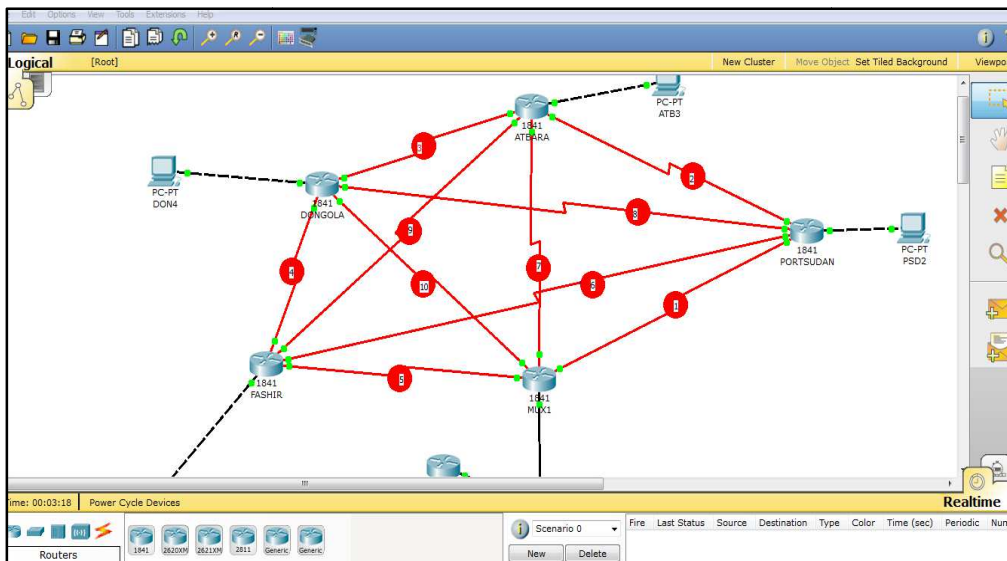 Edit Options View Tools Extensions Help
Logical [Root] New Cluster Move Object Set Tiled Background Viewpo
PC-PT
ATB3
1841
ATBARA
3
2
PC-PT
DON4
1841
DONGOLA
8
9
1841
PORTSUDAN
PC-PT
PSD2
4
10
7
6
1
1841
FASHIR
5
1841
MUX1
Time: 00:03:18 Power Cycle Devices Realtime
Routers
1841 2620XM 2621XM 2811 Generic Generic
Scenario 0
New Delete
Fire Last Status Source Destination Type Color Time (sec) Periodic Num